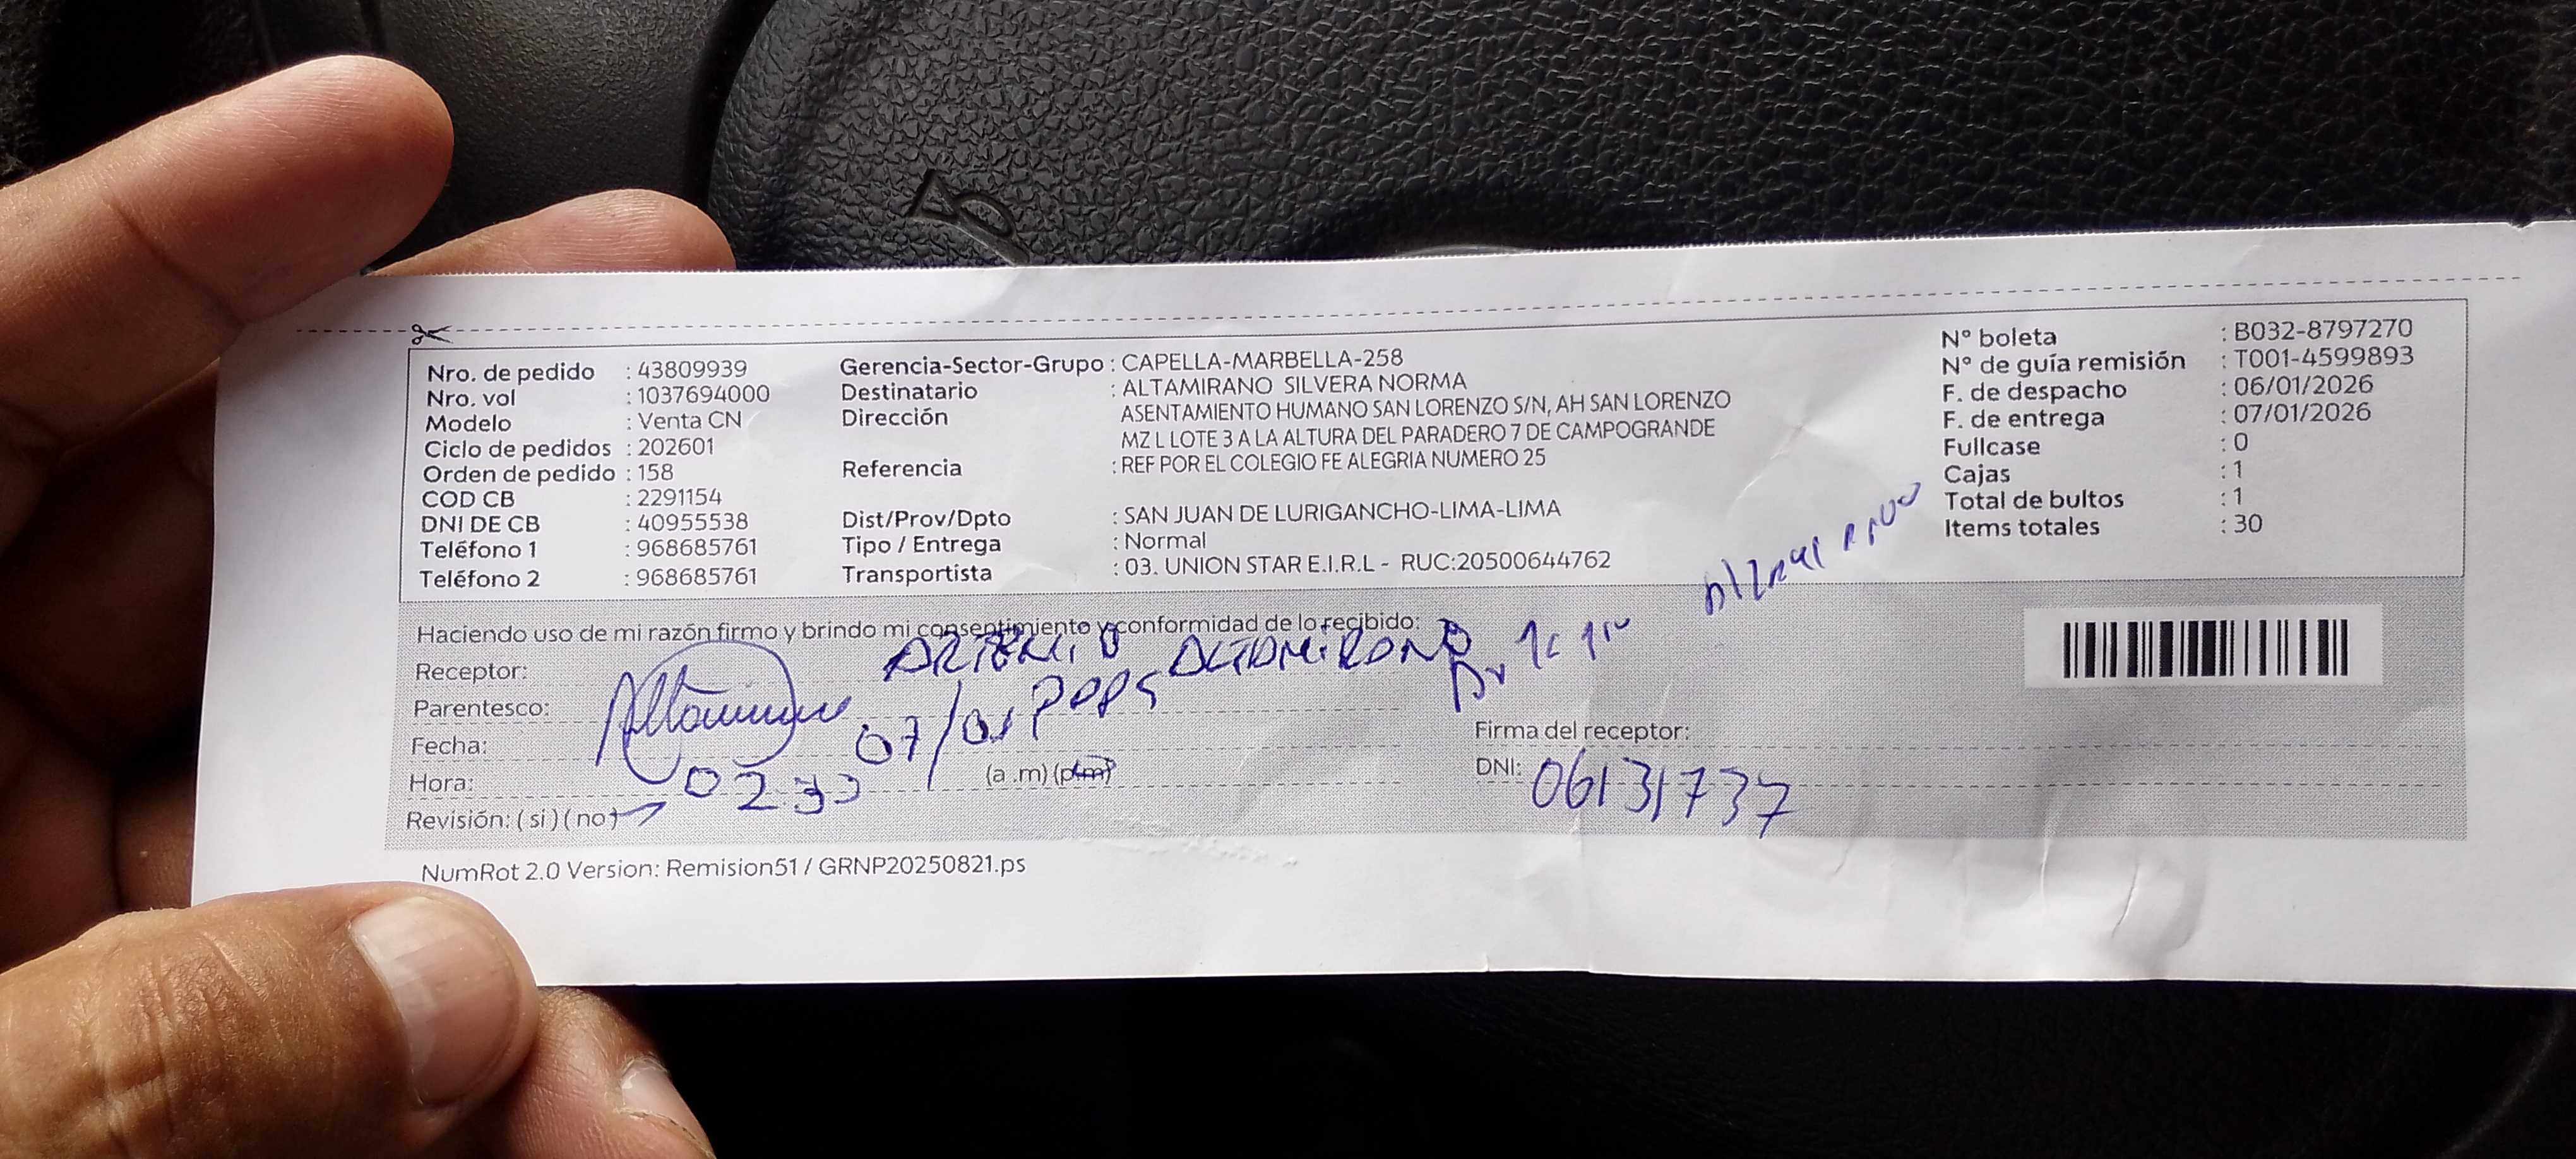 Nro. de pedido : 43809939
Nro. vol : 1037694000
Modelo : Venta CN
Ciclo de pedidos : 202601
Orden de pedido : 158
COD CB : 2291154
DNI DE CB : 40955538
Teléfono 1 : 968685761
Teléfono 2 : 968685761
Gerencia-Sector-Grupo : CAPELLA-MARBELLA-258
Destinatario : ALTAMIRANO SILVERA NORMA
Dirección ASENTAMIENTO HUMANO SAN LORENZO S/N, AH SAN LORENZO
MZ L LOTE 3 A LA ALTURA DEL PARADERO 7 DE CAMPOGRANDE
Referencia : REF POR EL COLEGIO FE ALEGRIA NUMERO 25
Dist/Prov/Dpto : SAN JUAN DE LURIGANCHO-LIMA-LIMA
Tipo / Entrega : Normal
Transportista : 03. UNION STAR E.I.R.L - RUC:20500644762
N° boleta : B032-8797270
N° de guía remisión : T001-4599893
F. de despacho : 06/01/2026
F. de entrega : 07/01/2026
Fullcase : 0
Cajas : 1
Total de bultos : 1
Items totales : 30
Haciendo uso de mi razón firmo y brindo mi consentimiento y conformidad de lo recibido:
Receptor: ARTEMIO ALTAMIRANO
Parentesco: PAPA
Fecha: 07/01
Hora: 02:30 (a .m) (p.m)
Revisión: ( si ) ( no )
Firma del receptor:
DNI: 06131737
NumRot 2.0 Version: Remision51 / GRNP20250821.ps